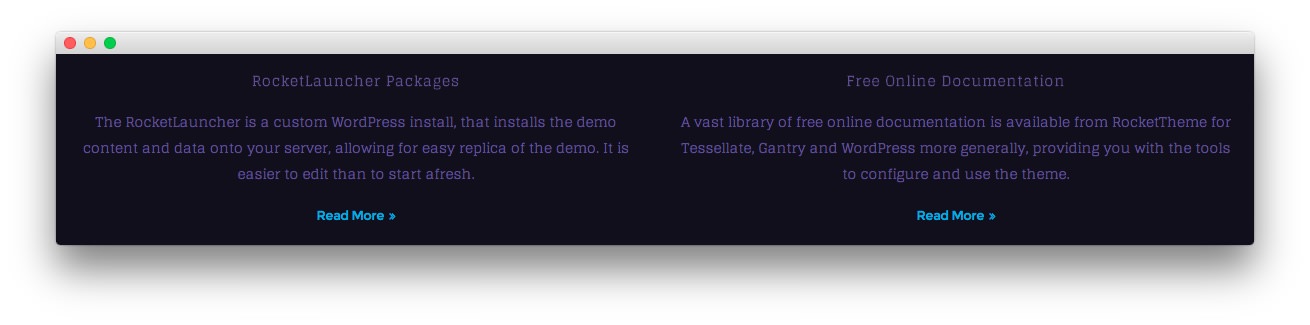 RocketLauncher Packages
The RocketLauncher is a custom WordPress install, that installs the demo
content and data onto your server, allowing for easy replica of the demo. It is
easier to edit than to start afresh.
Read More »
Free Online Documentation
A vast library of free online documentation is available from RocketTheme for
Tessellate, Gantry and WordPress more generally, providing you with the tools
to configure and use the theme.
Read More »